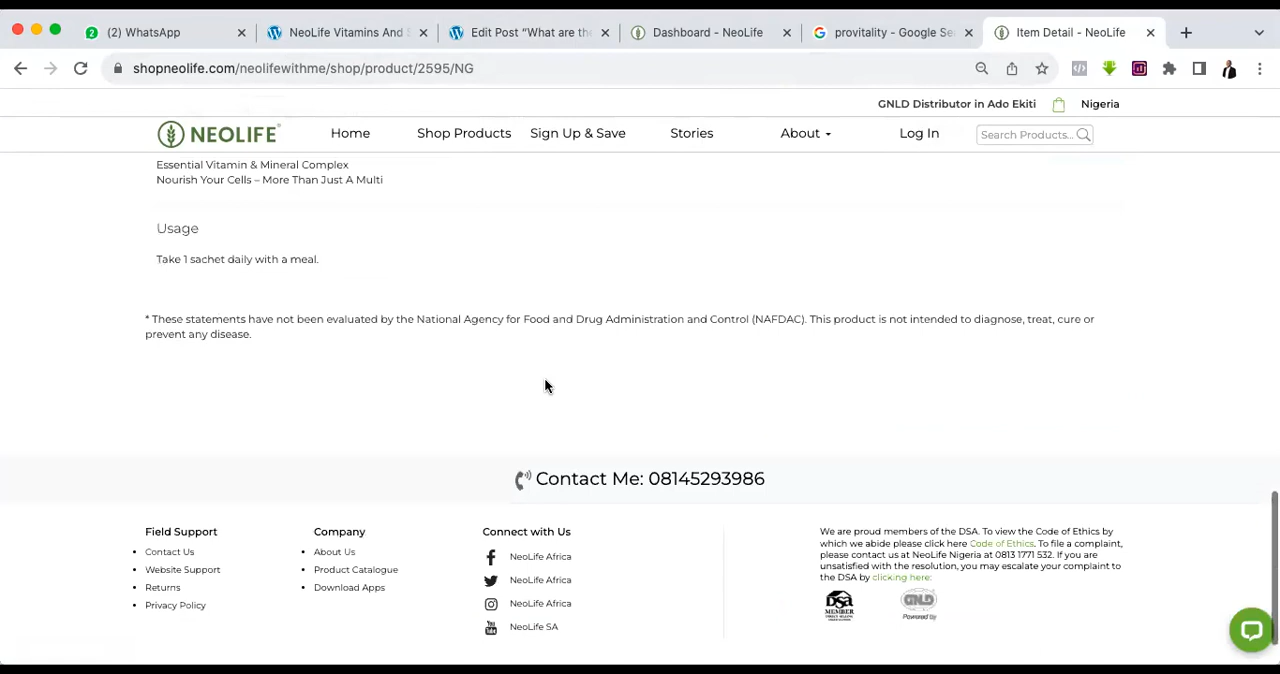 (2) WhatsApp
NeoLife Vitamins And S
Edit Post “What are the
Dashboard - NeoLife
provitality - Google Se
Item Detail - NeoLife
shopneolife.com/neolifewithme/shop/product/2595/NG
GNLD Distributor in Ado Ekiti
Nigeria
NEOLIFE
Home
Shop Products
Sign Up & Save
Stories
About
Log In
Search Products...
Essential Vitamin & Mineral Complex
Nourish Your Cells – More Than Just A Multi
Usage
Take 1 sachet daily with a meal.
* These statements have not been evaluated by the National Agency for Food and Drug Administration and Control (NAFDAC). This product is not intended to diagnose, treat, cure or
prevent any disease.
Contact Me: 08145293986
Field Support
Contact Us
Website Support
Returns
Privacy Policy
Company
About Us
Product Catalogue
Download Apps
Connect with Us
NeoLife Africa
NeoLife Africa
NeoLife Africa
NeoLife SA
We are proud members of the DSA. To view the Code of Ethics by
which we abide please click here Code of Ethics. To file a complaint,
please contact us at NeoLife Nigeria at 0813 1771 532. If you are
unsatisfied with the resolution, you may escalate your complaint to
the DSA by clicking here:
DSA
MEMBER
GNLD
Powered by